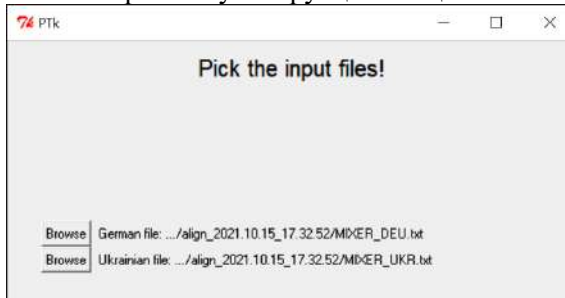 PTk
Pick the input files!
Browse German file: .../align_2021.10.15_17.32.52/MIXER_DEU.txt
Browse Ukrainian file: .../align_2021.10.15_17.32.52/MIXER_UKR.txt